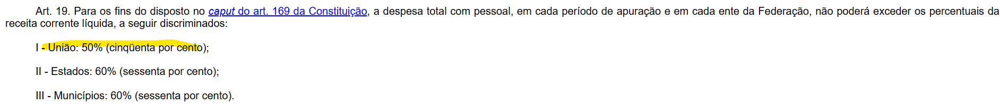 Art. 19. Para os fins do disposto no caput do art. 169 da Constituição, a despesa total com pessoal, em cada período de apuração e em cada ente da Federação, não poderá exceder os percentuais da
receita corrente líquida, a seguir discriminados:
I - União: 50% (cinqüenta por cento);
II - Estados: 60% (sessenta por cento);
III - Municípios: 60% (sessenta por cento).